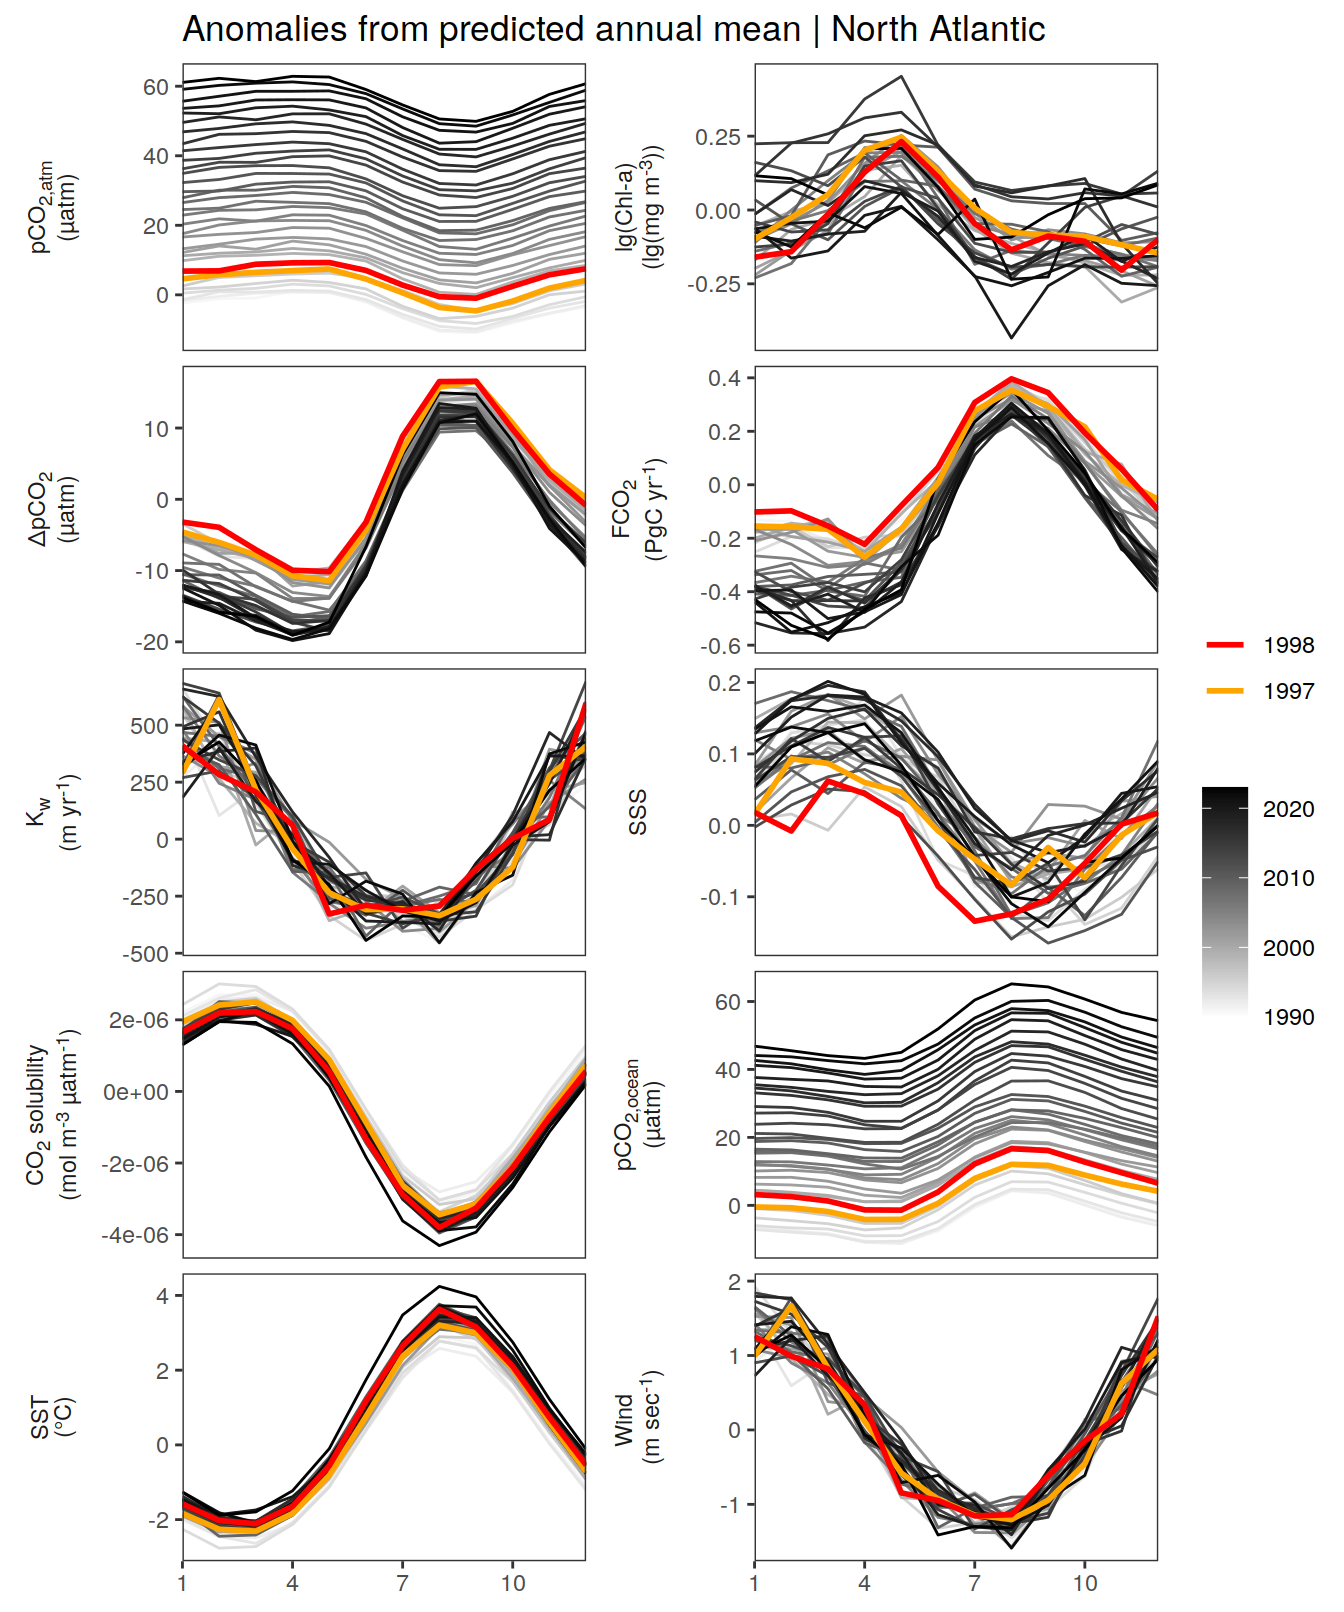 Anomalies from predicted annual mean | North Atlantic
pCO2,atm
(µatm)
60
40
20
0
lg(Chl-a)
(lg(mg m-3))
0.25
0.00
-0.25
ΔpCO2
(µatm)
10
0
-10
-20
FCO2
(PgC yr-1)
0.4
0.2
0.0
-0.2
-0.4
-0.6
Kw
(m yr-1)
500
250
0
-250
-500
SSS
0.2
0.1
0.0
-0.1
CO2 solubility
(mol m-3 µatm-1)
2e-06
0e+00
-2e-06
-4e-06
pCO2,ocean
(µatm)
60
40
20
0
SST
(°C)
4
2
0
-2
1 4 7 10
Wind
(m sec-1)
2
1
0
-1
1 4 7 10
1998
1997
2020
2010
2000
1990